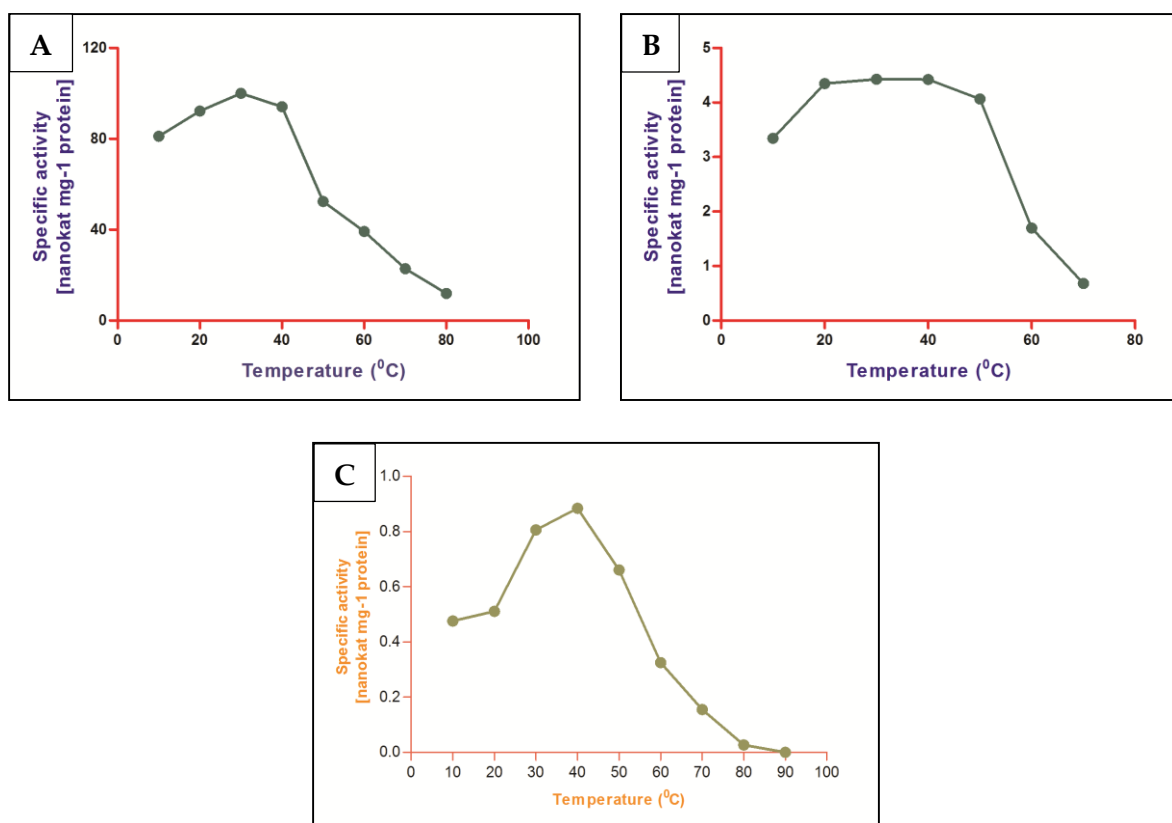 A
120
80
40
0
Specific activity
[nanokat mg-1 protein]
0 20 40 60 80 100
Temperature (⁰C)
B
5
4
3
2
1
0
Specific activity
[nanokat mg-1 protein]
0 20 40 60 80
Temperature (⁰C)
C
1.0
0.8
0.6
0.4
0.2
0.0
Specific activity
[nanokat mg-1 protein]
0 10 20 30 40 50 60 70 80 90 100
Temperature (⁰C)